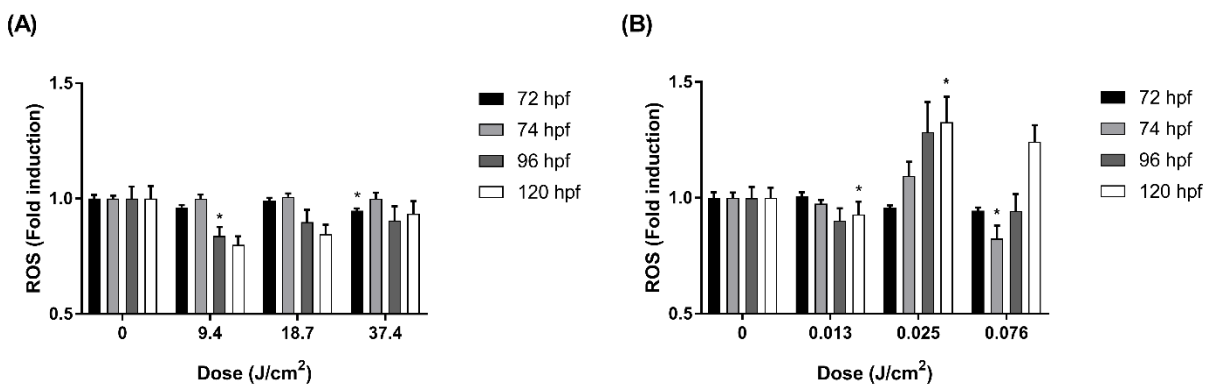 (A)
1.5
1.0
0.5
ROS (Fold induction)
*
*
0 9.4 18.7 37.4
Dose (J/cm²)
72 hpf
74 hpf
96 hpf
120 hpf
(B)
1.5
1.0
0.5
ROS (Fold induction)
*
*
*
0 0.013 0.025 0.076
Dose (J/cm²)
72 hpf
74 hpf
96 hpf
120 hpf